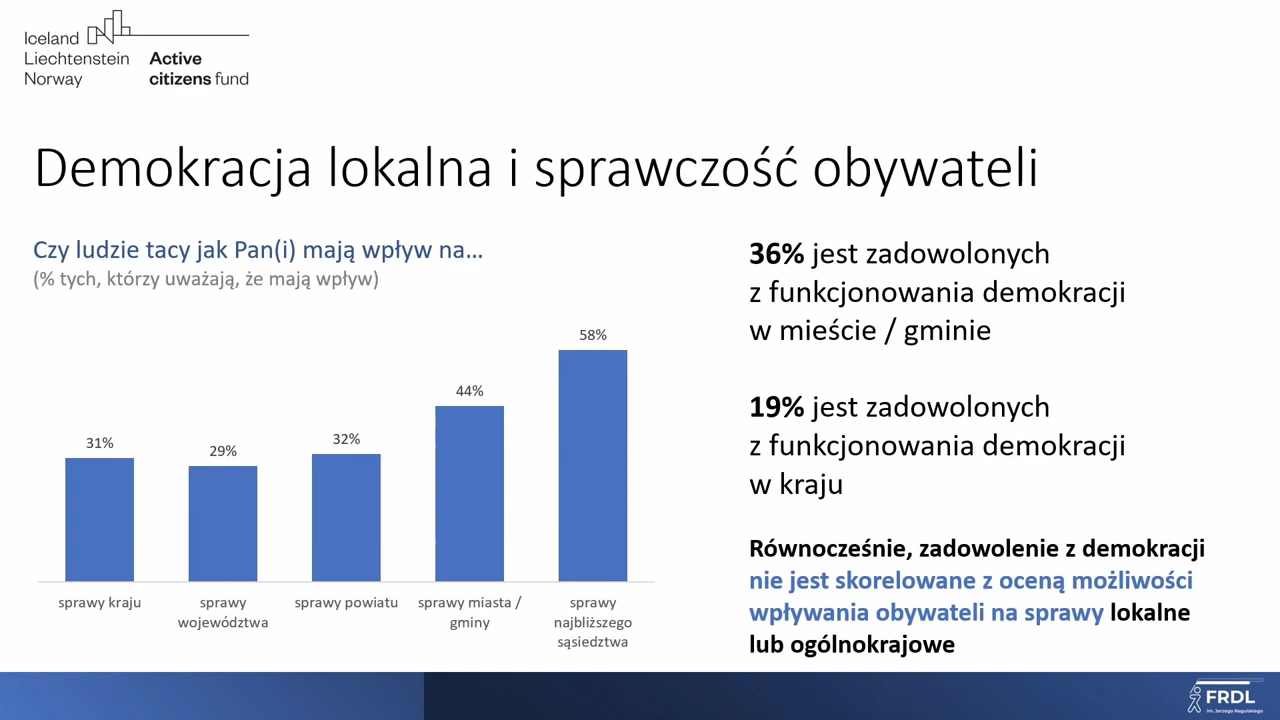 Iceland
Liechtenstein
Norway
Active
citizens fund
Demokracja lokalna i sprawczość obywateli
Czy ludzie tacy jak Pan(i) mają wpływ na...
(% tych, którzy uważają, że mają wpływ)
31%
29%
32%
44%
58%
sprawy kraju
sprawy
województwa
sprawy powiatu
sprawy miasta /
gminy
sprawy
najbliższego
sąsiedztwa
36% jest zadowolonych
z funkcjonowania demokracji
w mieście / gminie
19% jest zadowolonych
z funkcjonowania demokracji
w kraju
Równocześnie, zadowolenie z demokracji
nie jest skorelowane z oceną możliwości
wpływania obywateli na sprawy lokalne
lub ogólnokrajowe
FRDL
im. Jerzego Regulskiego